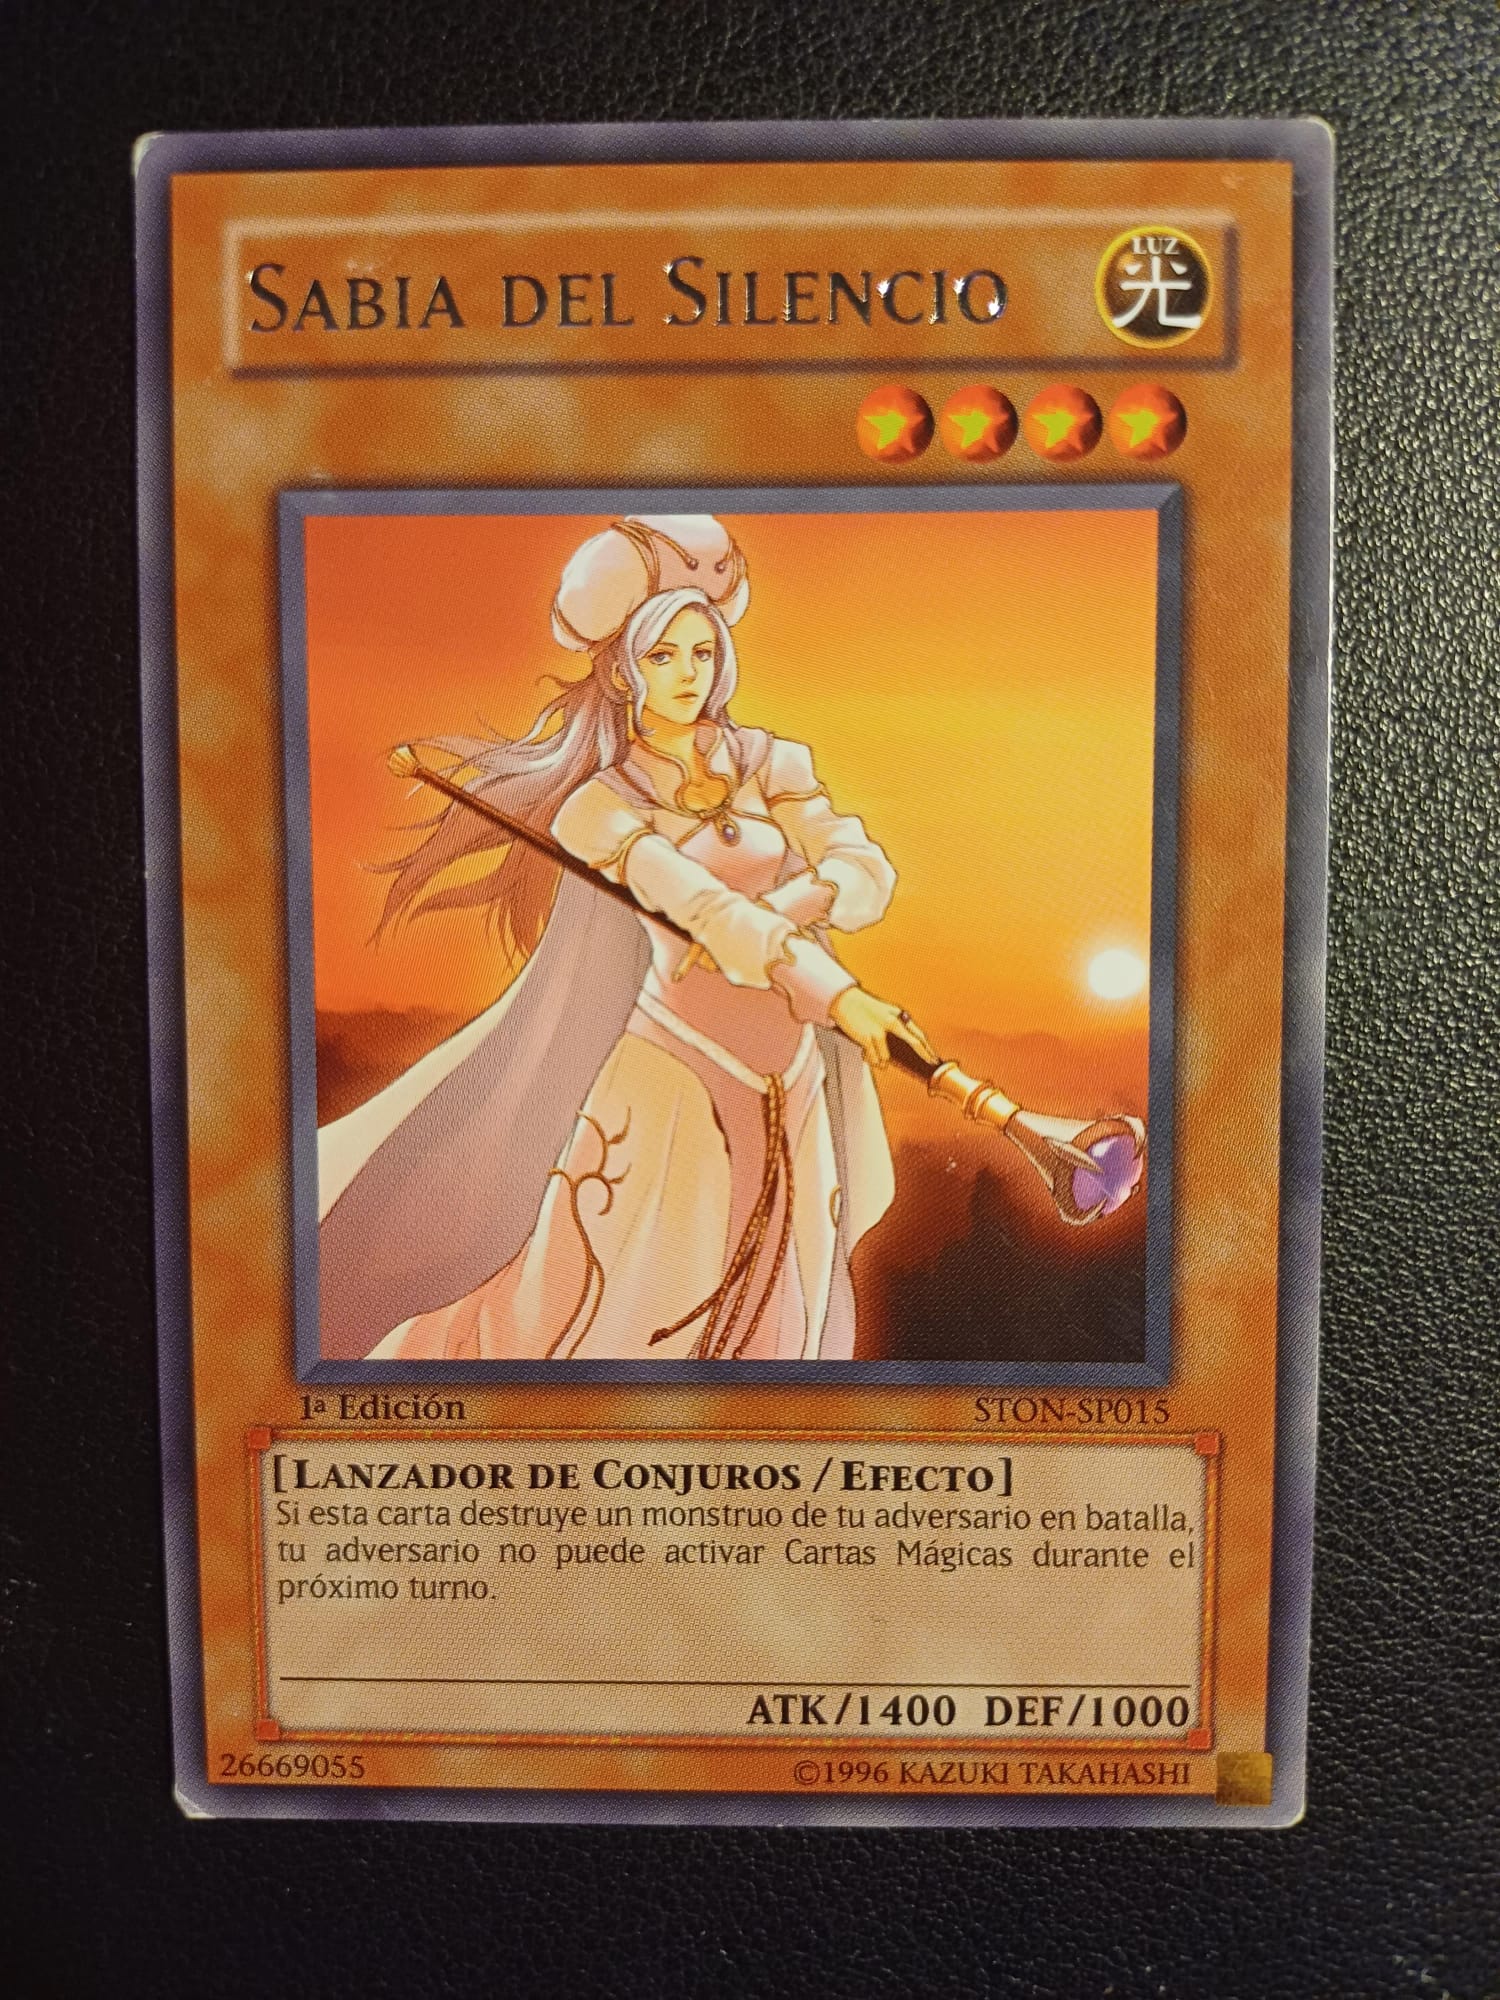 SABIA DEL SILENCIO
LUZ
光
1ª Edición
STON-SP015
[LANZADOR DE CONJUROS / EFECTO]
Si esta carta destruye un monstruo de tu adversario en batalla,
tu adversario no puede activar Cartas Mágicas durante el
próximo turno.
ATK/1400 DEF/1000
26669055
©1996 KAZUKI TAKAHASHI